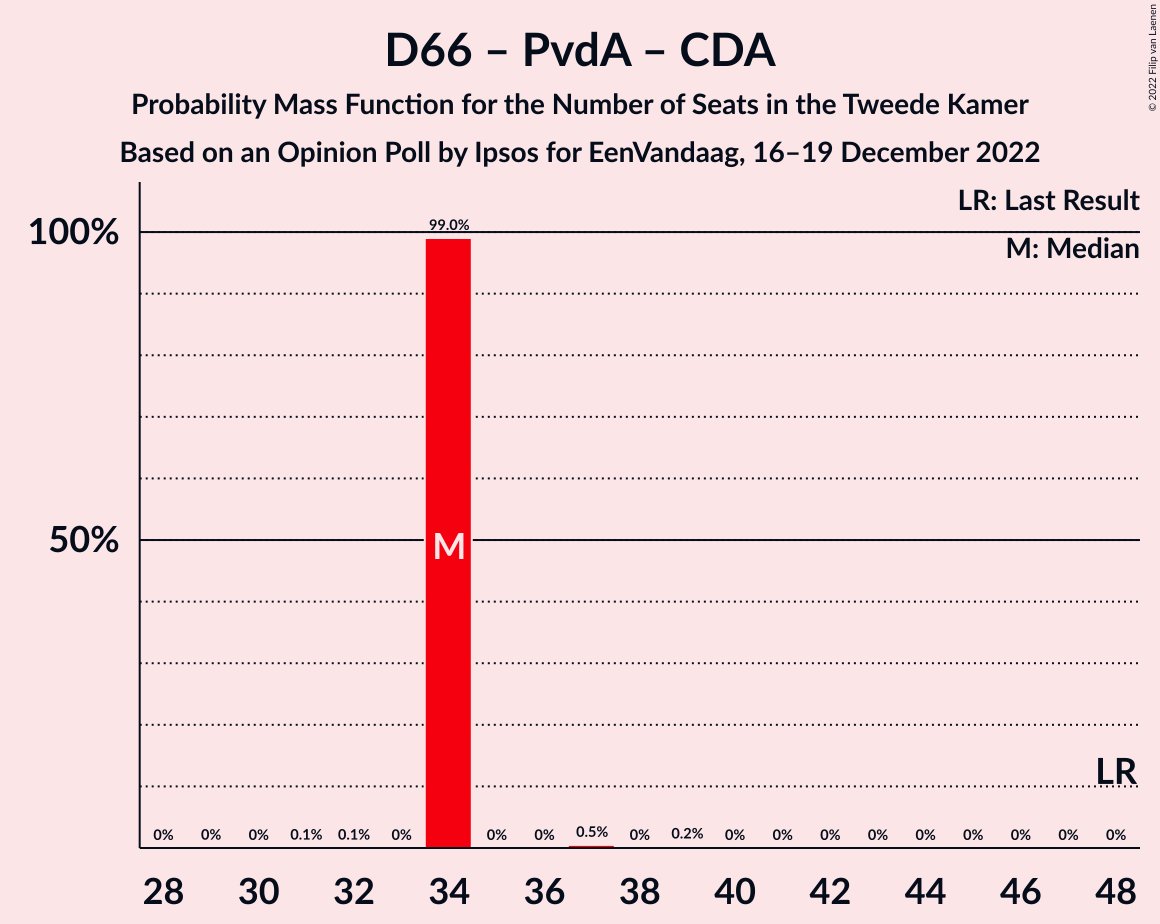 D66 – PvdA – CDA
Probability Mass Function for the Number of Seats in the Tweede Kamer
Based on an Opinion Poll by Ipsos for EenVandaag, 16–19 December 2022
© 2022 Filip van Laenen
LR: Last Result
M: Median
100%
50%
99.0%
M
LR
0% 0% 0% 0.1% 0.1% 0% 0% 0% 0.5% 0% 0.2% 0% 0% 0% 0% 0% 0% 0% 0% 0%
28 30 32 34 36 38 40 42 44 46 48